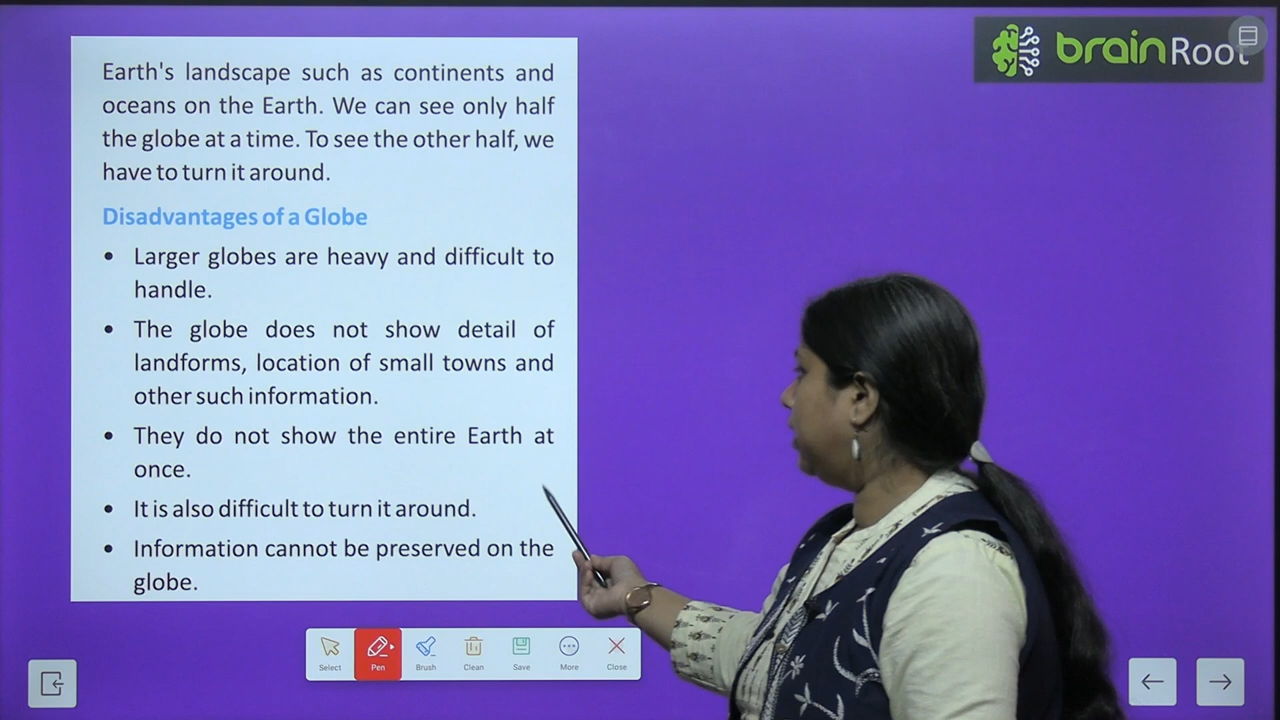 brainRoot
Earth's landscape such as continents and
oceans on the Earth. We can see only half
the globe at a time. To see the other half, we
have to turn it around.
Disadvantages of a Globe
• Larger globes are heavy and difficult to
handle.
• The globe does not show detail of
landforms, location of small towns and
other such information.
• They do not show the entire Earth at
once.
• It is also difficult to turn it around.
• Information cannot be preserved on the
globe.
Select Pen Brush Clean Save More Close